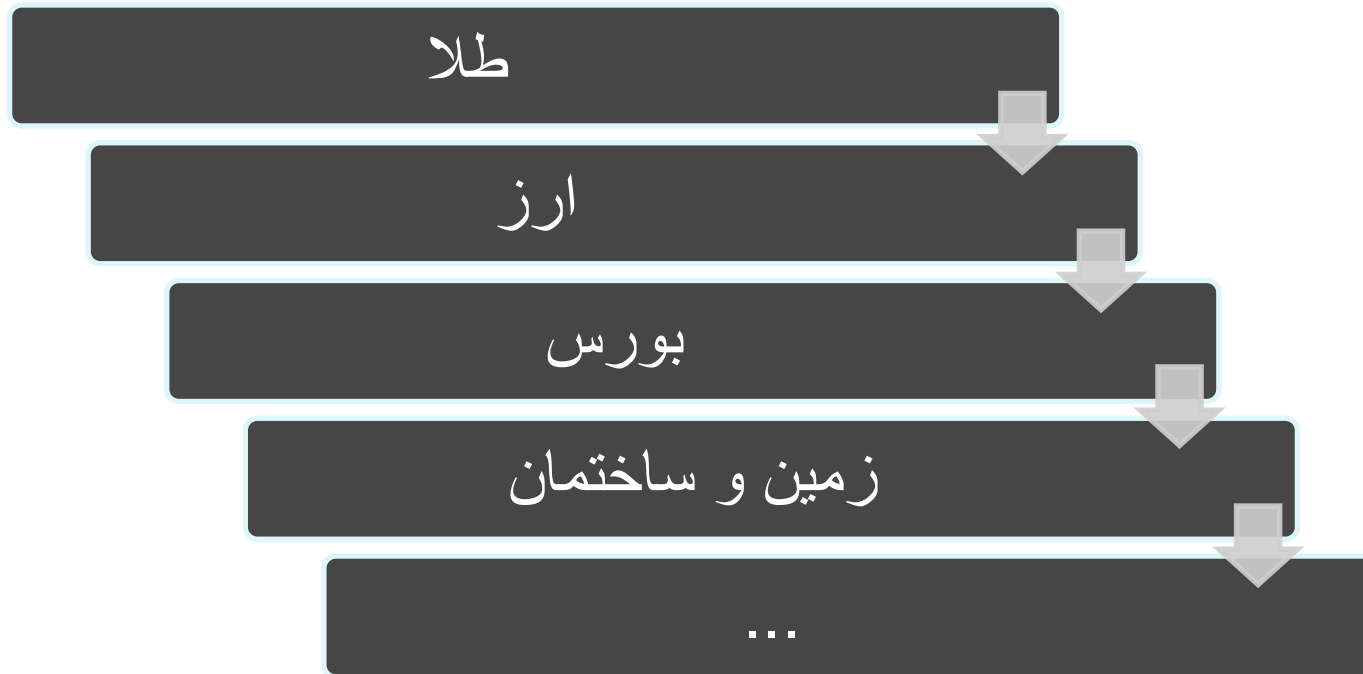 طلا
ارز
بورس
زمین و ساختمان
...